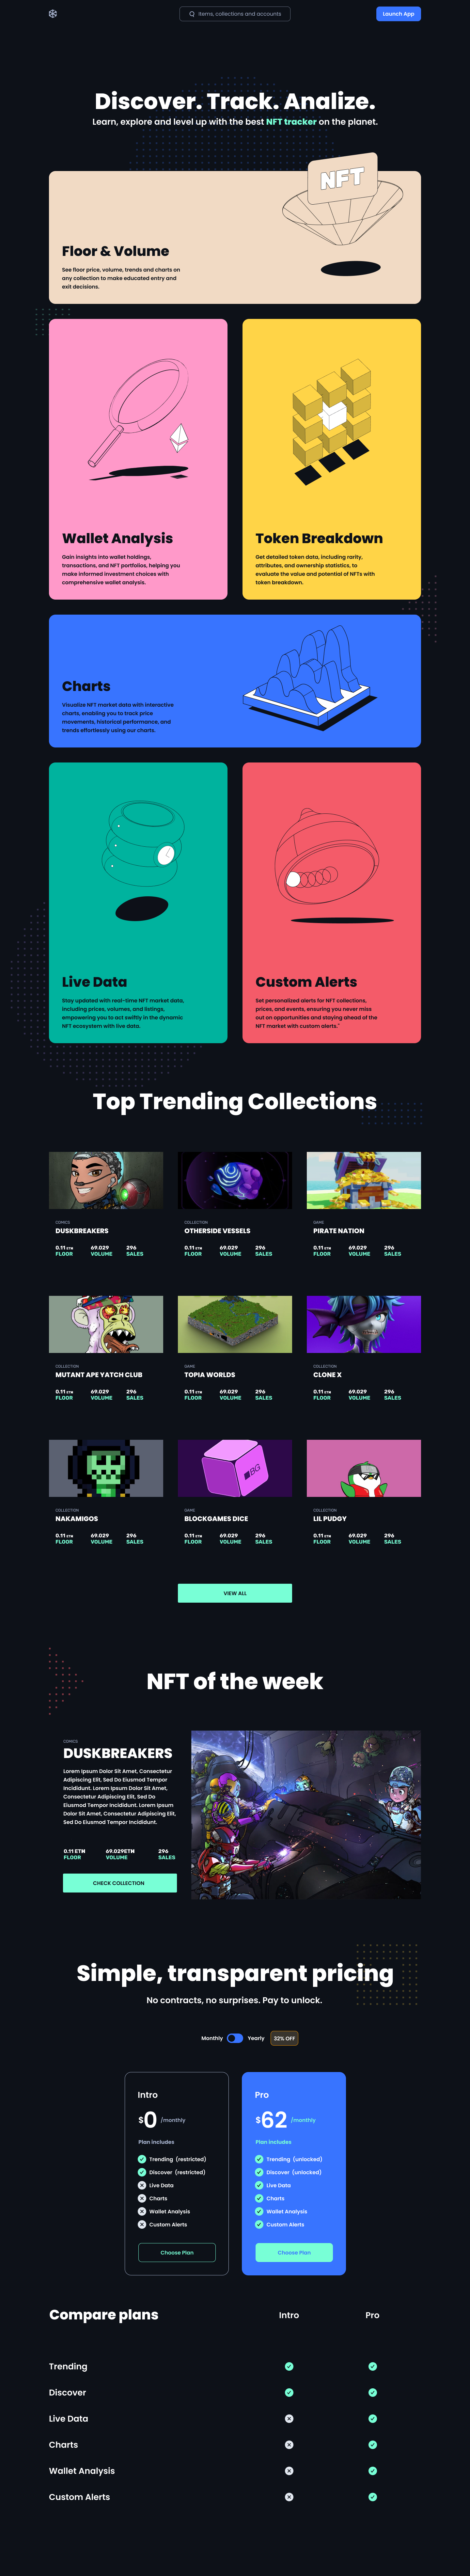 Items, collections and accounts
Launch App
Discover. Track. Analize.
Learn, explore and level up with the best NFT tracker on the planet.
NFT
Floor & Volume
See floor price, volume, trends and charts on
any collection to make educated entry and
exit decisions.
Wallet Analysis
Gain insights into wallet holdings,
transactions, and NFT portfolios, helping you
make informed investment choices with
comprehensive wallet analysis.
Token Breakdown
Get detailed token data, including rarity,
attributes, and ownership statistics, to
evaluate the value and potential of NFTs with
token breakdown.
Charts
Visualize NFT market data with interactive
charts, enabling you to track price
movements, historical performance, and
trends effortlessly using our charts.
Live Data
Stay updated with real-time NFT market data,
including prices, volumes, and listings,
empowering you to act swiftly in the dynamic
NFT ecosystem with live data.
Custom Alerts
Set personalized alerts for NFT collections,
prices, and events, ensuring you never miss
out on opportunities and staying ahead of the
NFT market with custom alerts."
Top Trending Collections
COMICS
DUSKBREAKERS
0.11 ETH 69.029 296
FLOOR VOLUME SALES
COLLECTION
OTHERSIDE VESSELS
0.11 ETH 69.029 296
FLOOR VOLUME SALES
GAME
PIRATE NATION
0.11 ETH 69.029 296
FLOOR VOLUME SALES
COLLECTION
MUTANT APE YATCH CLUB
0.11 ETH 69.029 296
FLOOR VOLUME SALES
GAME
TOPIA WORLDS
0.11 ETH 69.029 296
FLOOR VOLUME SALES
COLLECTION
CLONE X
0.11 ETH 69.029 296
FLOOR VOLUME SALES
COLLECTION
NAKAMIGOS
0.11 ETH 69.029 296
FLOOR VOLUME SALES
BG
GAME
BLOCKGAMES DICE
0.11 ETH 69.029 296
FLOOR VOLUME SALES
COLLECTION
LIL PUDGY
0.11 ETH 69.029 296
FLOOR VOLUME SALES
VIEW ALL
NFT of the week
COMICS
DUSKBREAKERS
Lorem Ipsum Dolor Sit Amet, Consectetur
Adipiscing Elit, Sed Do Eiusmod Tempor
Incididunt. Lorem Ipsum Dolor Sit Amet,
Consectetur Adipiscing Elit, Sed Do
Eiusmod Tempor Incididunt. Lorem Ipsum
Dolor Sit Amet, Consectetur Adipiscing Elit,
Sed Do Eiusmod Tempor Incididunt.
0.11 ETH 69.029ETH 296
FLOOR VOLUME SALES
CHECK COLLECTION
Simple, transparent pricing
No contracts, no surprises. Pay to unlock.
Monthly Yearly 32% OFF
Intro
$0 /monthly
Plan includes
Trending (restricted)
Discover (restricted)
Live Data
Charts
Wallet Analysis
Custom Alerts
Choose Plan
Pro
$62 /monthly
Plan includes
Trending (unlocked)
Discover (unlocked)
Live Data
Charts
Wallet Analysis
Custom Alerts
Choose Plan
Compare plans Intro Pro
Trending
Discover
Live Data
Charts
Wallet Analysis
Custom Alerts